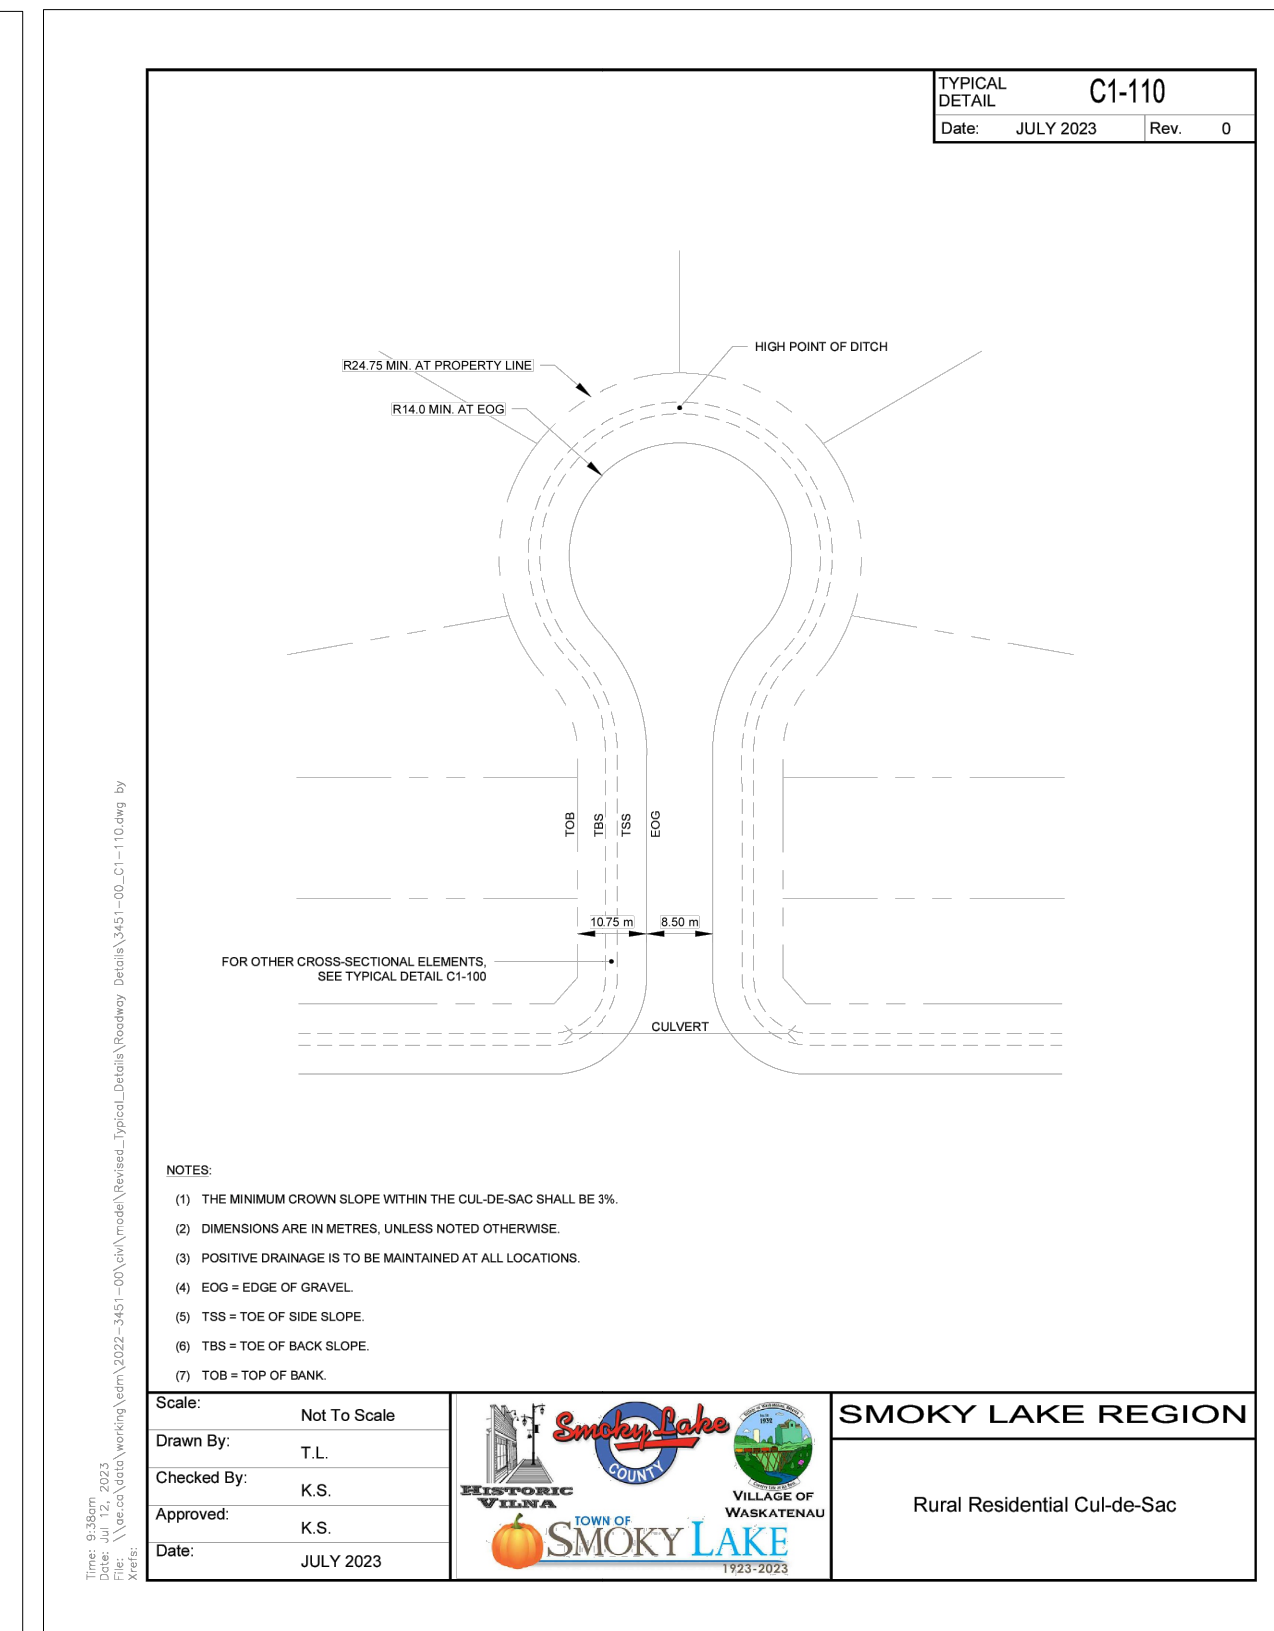 TYPICAL
DETAIL
C1-110
Date: JULY 2023 Rev. 0
HIGH POINT OF DITCH
R24.75 MIN. AT PROPERTY LINE
R14.0 MIN. AT EOG
TOB
TBS
TSS
EOG
10.75 m
8.50 m
FOR OTHER CROSS-SECTIONAL ELEMENTS,
SEE TYPICAL DETAIL C1-100
CULVERT
NOTES:
(1) THE MINIMUM CROWN SLOPE WITHIN THE CUL-DE-SAC SHALL BE 3%.
(2) DIMENSIONS ARE IN METRES, UNLESS NOTED OTHERWISE.
(3) POSITIVE DRAINAGE IS TO BE MAINTAINED AT ALL LOCATIONS.
(4) EOG = EDGE OF GRAVEL.
(5) TSS = TOE OF SIDE SLOPE.
(6) TBS = TOE OF BACK SLOPE.
(7) TOB = TOP OF BANK.
Scale: Not To Scale
Drawn By: T.L.
Checked By: K.S.
Approved: K.S.
Date: JULY 2023
HISTORIC
VILNA
Smoky Lake
COUNTY
1932
VILLAGE OF
WASKATENAU
TOWN OF
SMOKY LAKE
1923-2023
SMOKY LAKE REGION
Rural Residential Cul-de-Sac
Time: 9:38am
Date: Jul 12, 2023
File: \\ae.ca\data\working\edm\2022-3451-00\civil\model\Revised_Typical_Details\Roadway Details\3451-00_C1-110.dwg by
Xrefs: